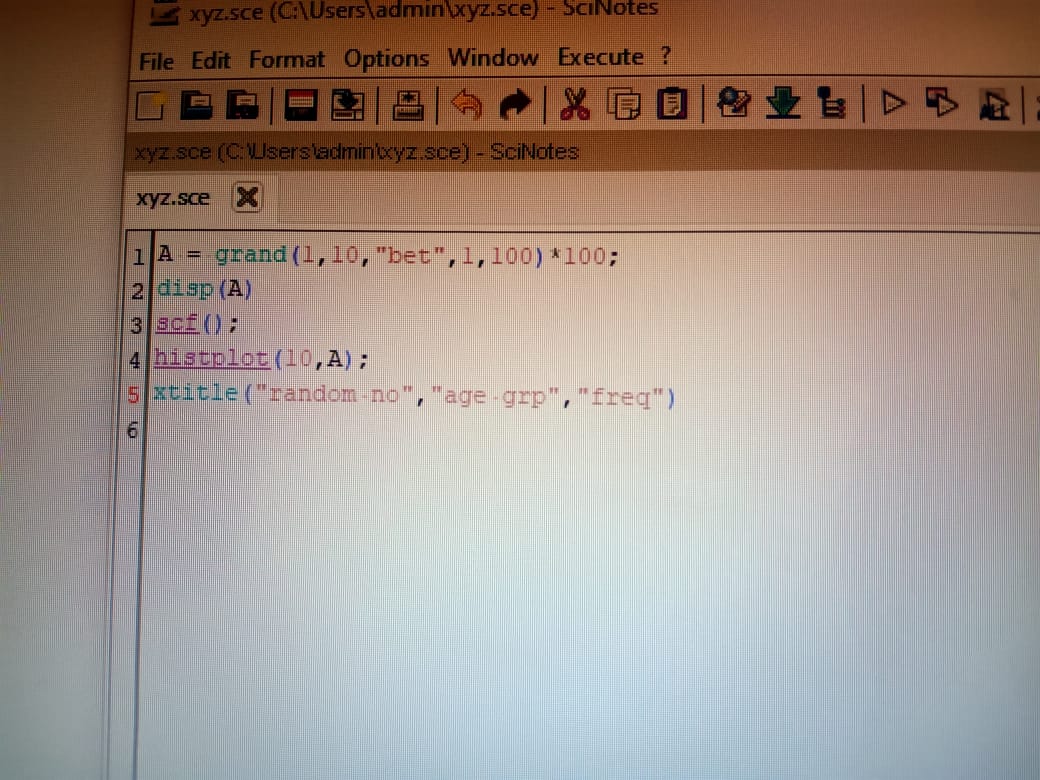 xyz.sce (C:\Users\admin\xyz.sce) - SciNotes
File Edit Format Options Window Execute ?
xyz.sce (C:\Users\admin\xyz.sce) - SciNotes
xyz.sce
1 A = grand(1,10,"bet",1,100)*100;
2 disp(A)
3 scf();
4 histplot(10,A);
5 xtitle("random-no","age-grp","freq")
6